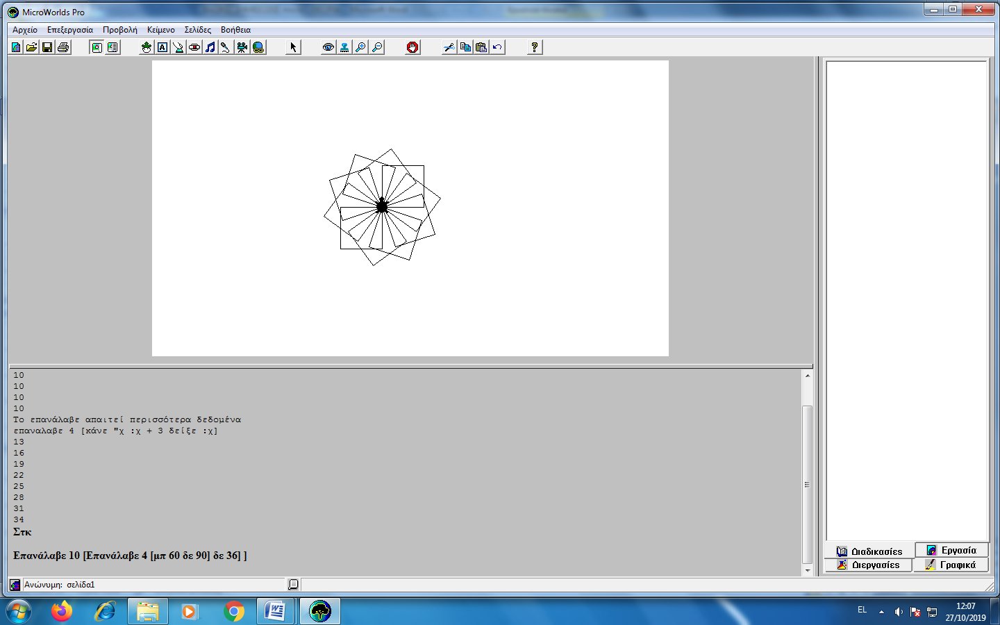 MicroWorlds Pro
Αρχείο Επεξεργασία Προβολή Κείμενο Σελίδες Βοήθεια
10
10
10
10
Το επανάλαβε απαιτεί περισσότερα δεδομένα
επαναλαβε 4 [κάνε "χ :χ + 3 δείξε :χ]
13
16
19
22
25
28
31
34
Στκ
Επανάλαβε 10 [Επανάλαβε 4 [μπ 60 δε 90] δε 36] ]
Διαδικασίες Εργασία
Διεργασίες Γραφικά
Ανώνυμη: σελίδα1
EL 12:07
27/10/2019